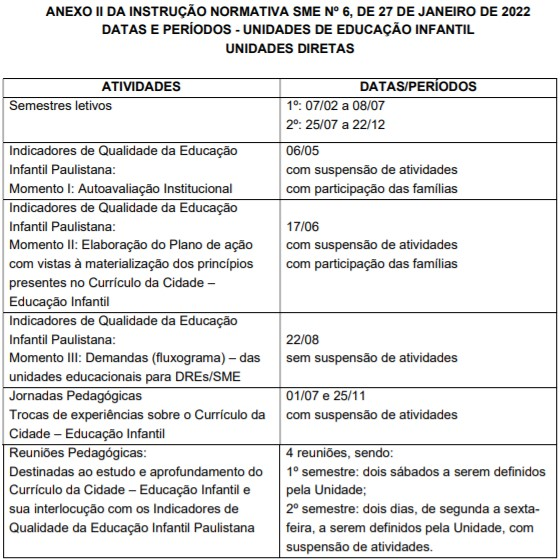 ANEXO II DA INSTRUÇÃO NORMATIVA SME Nº 6, DE 27 DE JANEIRO DE 2022
DATAS E PERÍODOS - UNIDADES DE EDUCAÇÃO INFANTIL
UNIDADES DIRETAS
ATIVIDADES
DATAS/PERÍODOS
Semestres letivos
1º: 07/02 a 08/07
2º: 25/07 a 22/12
Indicadores de Qualidade da Educação
Infantil Paulistana:
Momento I: Autoavaliação Institucional
06/05
com suspensão de atividades
com participação das famílias
Indicadores de Qualidade da Educação
Infantil Paulistana:
Momento II: Elaboração do Plano de ação
com vistas à materialização dos princípios
presentes no Currículo da Cidade –
Educação Infantil
17/06
com suspensão de atividades
com participação das famílias
Indicadores de Qualidade da Educação
Infantil Paulistana:
Momento III: Demandas (fluxograma) – das
unidades educacionais para DREs/SME
22/08
sem suspensão de atividades
Jornadas Pedagógicas
Trocas de experiências sobre o Currículo da
Cidade – Educação Infantil
01/07 e 25/11
com suspensão de atividades
Reuniões Pedagógicas:
Destinadas ao estudo e aprofundamento do
Currículo da Cidade – Educação Infantil e
sua interlocução com os Indicadores de
Qualidade da Educação Infantil Paulistana
4 reuniões, sendo:
1º semestre: dois sábados a serem definidos
pela Unidade;
2º semestre: dois dias, de segunda a sexta-
feira, a serem definidos pela Unidade, com
suspensão de atividades.